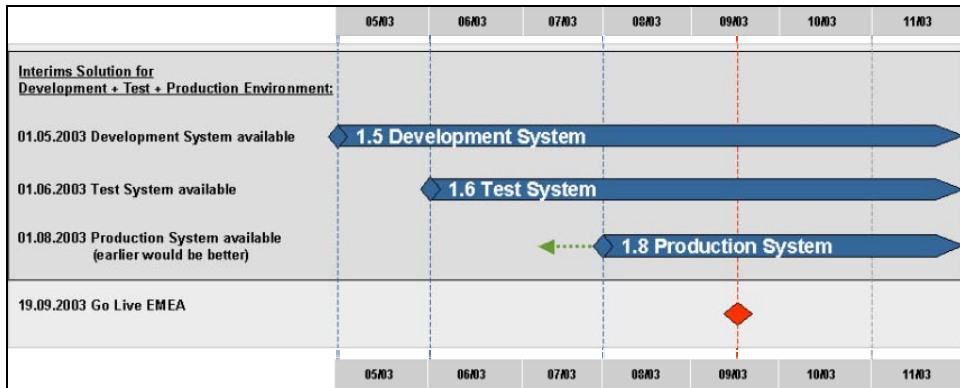 05/03 06/03 07/03 08/03 09/03 10/03 11/03
Interims Solution for
Development + Test + Production Environment:
01.05.2003 Development System available
1.5 Development System
01.06.2003 Test System available
1.6 Test System
01.08.2003 Production System available
(earlier would be better)
1.8 Production System
19.09.2003 Go Live EMEA
05/03 06/03 07/03 08/03 09/03 10/03 11/03